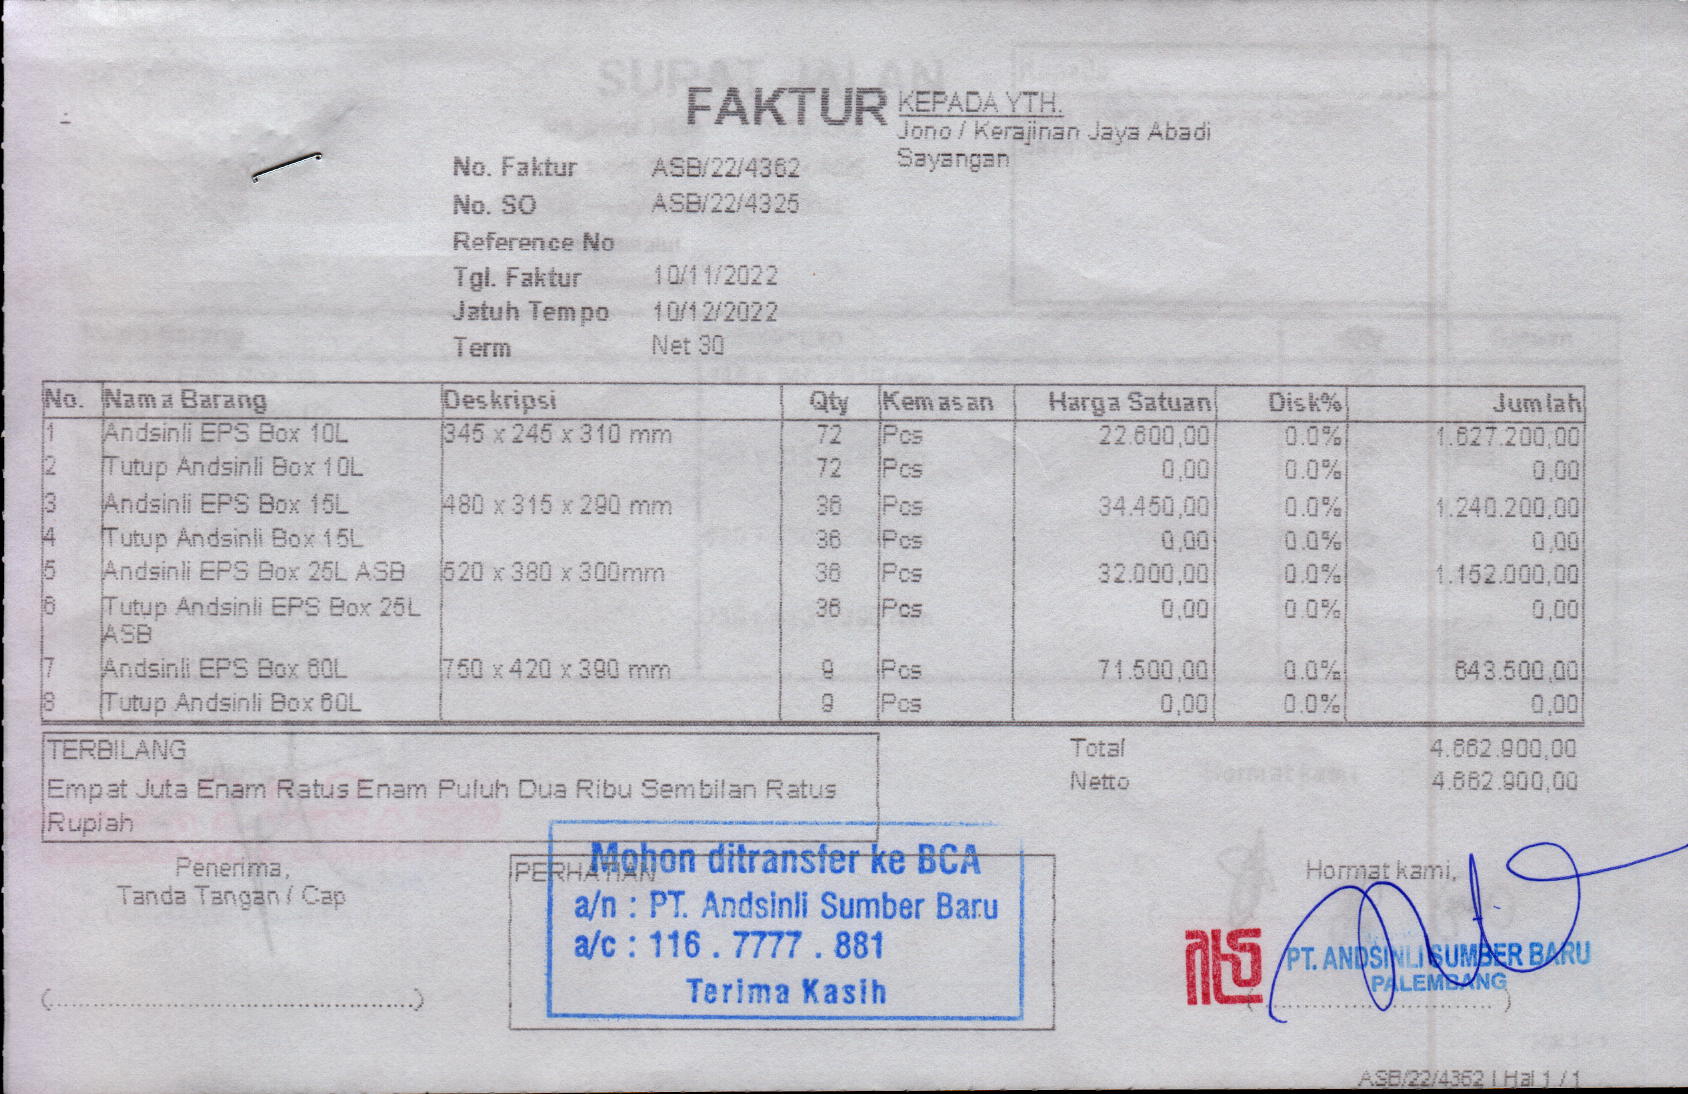 FAKTUR
KEPADA YTH.
Jono / Kerajinan Jaya Abadi
Sayangan
No. Faktur ASB/22/4362
No. SO ASB/22/4325
Reference No
Tgl. Faktur 10/11/2022
Jatuh Tempo 10/12/2022
Term Net 30
No. Nama Barang Deskripsi Qty Kemasan Harga Satuan Disk% Jumlah
1 Andsinli EPS Box 10L 345 x 245 x 310 mm 72 Pcs 22.600,00 0.0% 1.627.200,00
2 Tutup Andsinli Box 10L 72 Pcs 0,00 0.0% 0,00
3 Andsinli EPS Box 15L 480 x 315 x 290 mm 36 Pcs 34.450,00 0.0% 1.240.200,00
4 Tutup Andsinli Box 15L 36 Pcs 0,00 0.0% 0,00
5 Andsinli EPS Box 25L ASB 520 x 380 x 300mm 36 Pcs 32.000,00 0.0% 1.152.000,00
6 Tutup Andsinli EPS Box 25L 36 Pcs 0,00 0.0% 0,00
ASB
7 Andsinli EPS Box 60L 750 x 420 x 390 mm 9 Pcs 71.500,00 0.0% 643.500,00
8 Tutup Andsinli Box 60L 9 Pcs 0,00 0.0% 0,00
TERBILANG
Empat Juta Enam Ratus Enam Puluh Dua Ribu Sembilan Ratus
Rupiah
Total 4.662.900,00
Netto 4.662.900,00
Penerima,
Tanda Tangan / Cap
(.............................................)
PERHATIAN
Mohon ditransfer ke BCA
a/n : PT. Andsinli Sumber Baru
a/c : 116 . 7777 . 881
Terima Kasih
Hormat kami,
PT. ANDSINLI SUMBER BARU
PALEMBANG
(.............................)
ASB/22/4362 | Hal 1 / 1